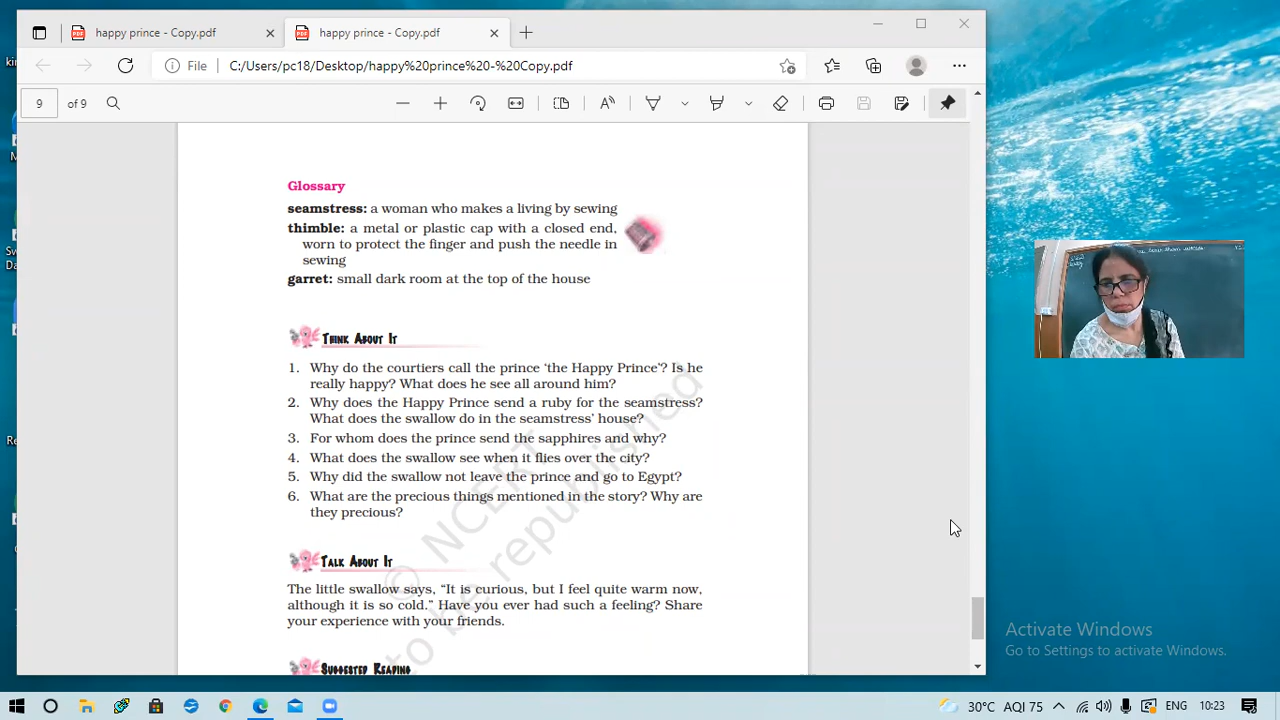 happy prince - Copy.pdf
happy prince - Copy.pdf
File
C:/Users/pc18/Desktop/happy%20prince%20-%20Copy.pdf
9 of 9
Glossary
seamstress: a woman who makes a living by sewing
thimble: a metal or plastic cap with a closed end,
worn to protect the finger and push the needle in
sewing
garret: small dark room at the top of the house
Think About It
1. Why do the courtiers call the prince ‘the Happy Prince’? Is he
really happy? What does he see all around him?
2. Why does the Happy Prince send a ruby for the seamstress?
What does the swallow do in the seamstress’ house?
3. For whom does the prince send the sapphires and why?
4. What does the swallow see when it flies over the city?
5. Why did the swallow not leave the prince and go to Egypt?
6. What are the precious things mentioned in the story? Why are
they precious?
Talk About It
The little swallow says, “It is curious, but I feel quite warm now,
although it is so cold.” Have you ever had such a feeling? Share
your experience with your friends.
Suggested Reading
© NCERT
to be republished
Activate Windows
Go to Settings to activate Windows.
30°C AQI 75
ENG
10:23